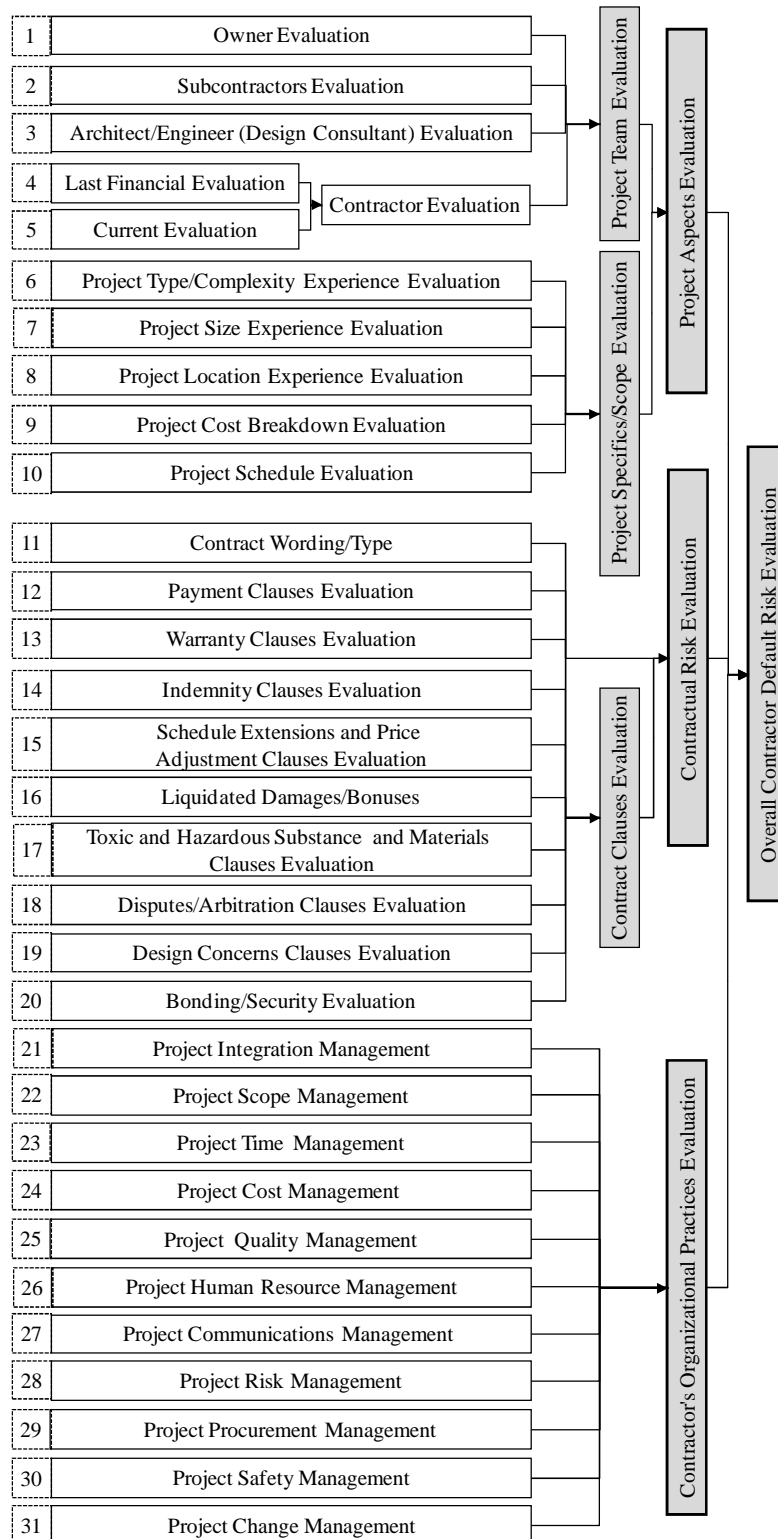 1 Owner Evaluation
2 Subcontractors Evaluation
3 Architect/Engineer (Design Consultant) Evaluation
4 Last Financial Evaluation
5 Current Evaluation
Contractor Evaluation
6 Project Type/Complexity Experience Evaluation
7 Project Size Experience Evaluation
8 Project Location Experience Evaluation
9 Project Cost Breakdown Evaluation
10 Project Schedule Evaluation
11 Contract Wording/Type
12 Payment Clauses Evaluation
13 Warranty Clauses Evaluation
14 Indemnity Clauses Evaluation
15 Schedule Extensions and Price
Adjustment Clauses Evaluation
16 Liquidated Damages/Bonuses
17 Toxic and Hazardous Substance and Materials
Clauses Evaluation
18 Disputes/Arbitration Clauses Evaluation
19 Design Concerns Clauses Evaluation
20 Bonding/Security Evaluation
21 Project Integration Management
22 Project Scope Management
23 Project Time Management
24 Project Cost Management
25 Project Quality Management
26 Project Human Resource Management
27 Project Communications Management
28 Project Risk Management
29 Project Procurement Management
30 Project Safety Management
31 Project Change Management
Project Team Evaluation
Project Specifics/Scope Evaluation
Contract Clauses Evaluation
Project Aspects Evaluation
Contractual Risk Evaluation
Contractor's Organizational Practices Evaluation
Overall Contractor Default Risk Evaluation